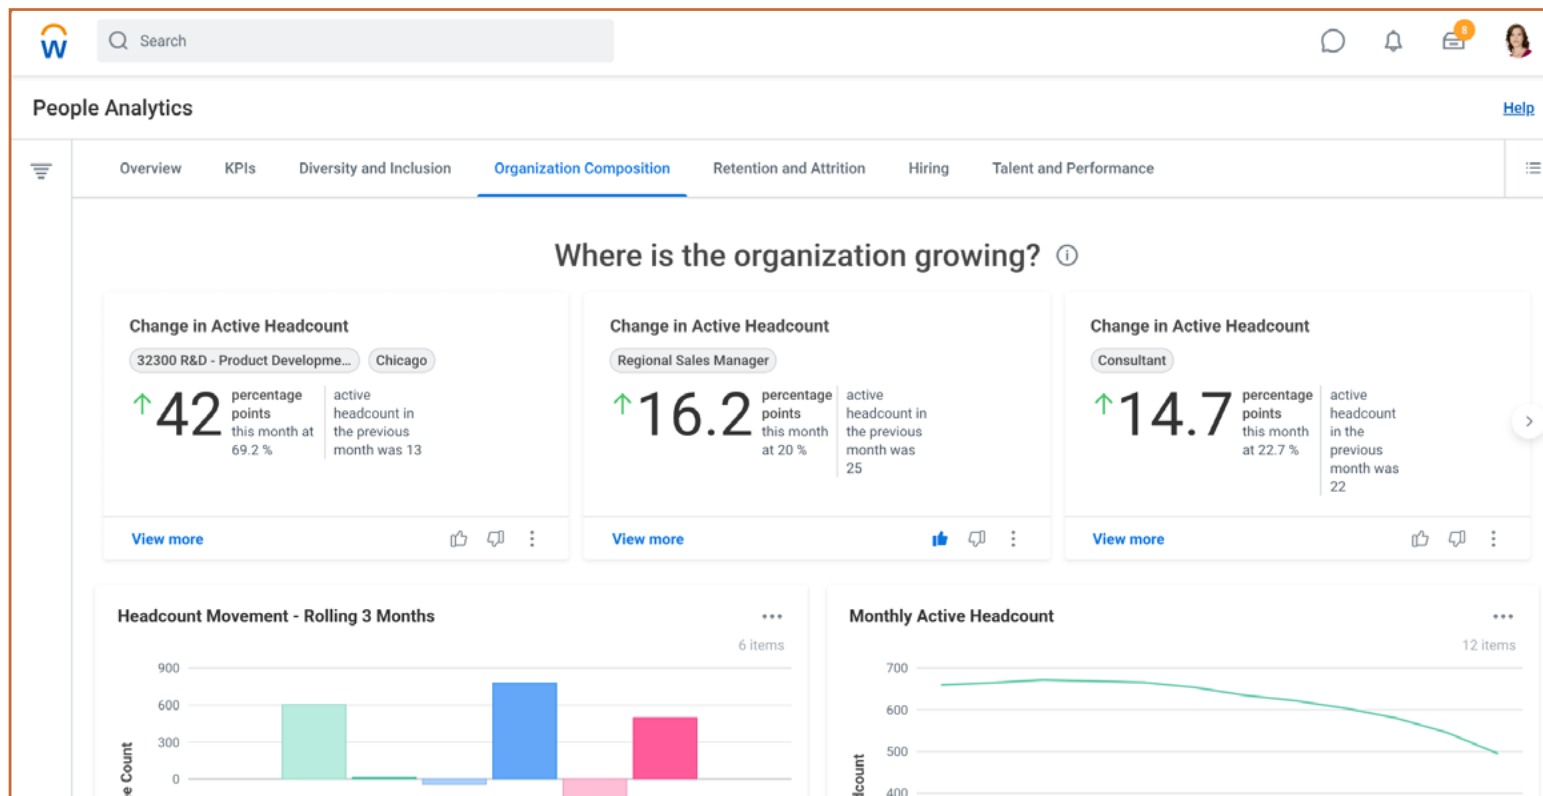 W
Search
8
People Analytics
Help
Overview
KPIs
Diversity and Inclusion
Organization Composition
Retention and Attrition
Hiring
Talent and Performance
Where is the organization growing?
Change in Active Headcount
32300 R&D - Product Developme...
Chicago
42
percentage
points
this month at
69.2 %
active
headcount in
the previous
month was 13
View more
Change in Active Headcount
Regional Sales Manager
16.2
percentage
points
this month
at 20 %
active
headcount in
the previous
month was
25
View more
Change in Active Headcount
Consultant
14.7
percentage
points
this month
at 22.7 %
active
headcount
in the
previous
month was
22
View more
Headcount Movement - Rolling 3 Months
6 items
900
600
300
0
Count
Monthly Active Headcount
12 items
700
600
500
400